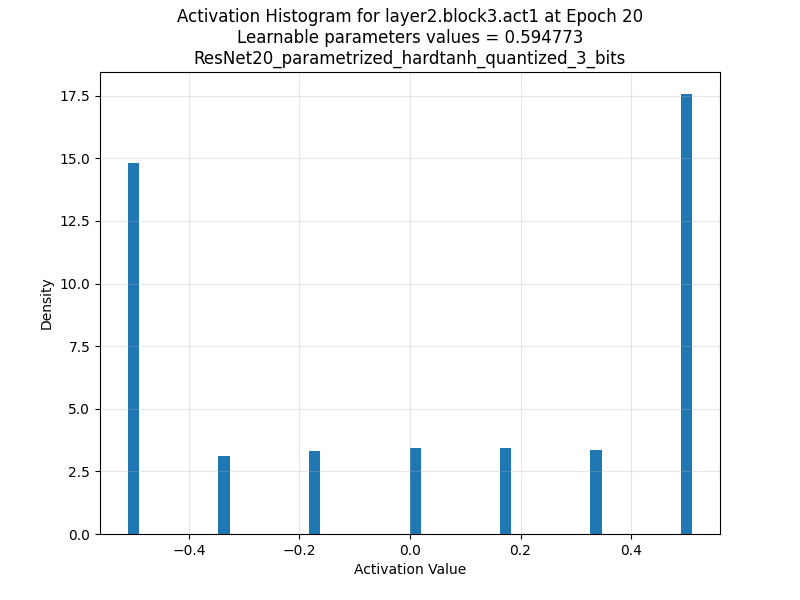 Activation Histogram for layer2.block3.act1 at Epoch 20
Learnable parameters values = 0.594773
ResNet20_parametrized_hardtanh_quantized_3_bits
17.5
15.0
12.5
10.0
7.5
5.0
2.5
0.0
Density
−0.4 −0.2 0.0 0.2 0.4
Activation Value